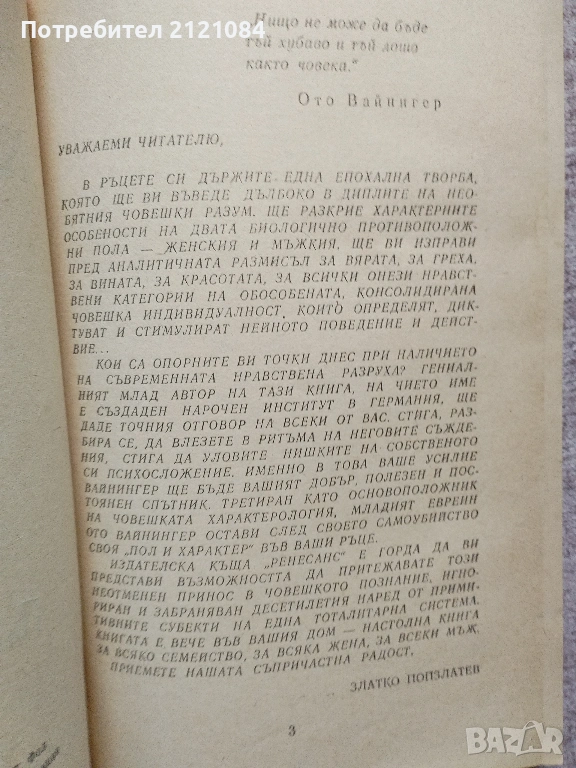 Потребител 2121084
Нищо не може да бъде
тъй хубаво и тъй лошо
както човека."
Ото Вайнингер
УВАЖАЕМИ ЧИТАТЕЛЮ,
В РЪЦЕТЕ СИ ДЪРЖИТЕ ЕДНА ЕПОХАЛНА ТВОРБА,
КОЯТО ЩЕ ВИ ВЪВЕДЕ ДЪЛБОКО В ДИПЛИТЕ НА НЕО-
БЯТНИЯ ЧОВЕШКИ РАЗУМ. ЩЕ РАЗКРИЕ ХАРАКТЕРНИТЕ
ОСОБЕНОСТИ НА ДВАТА БИОЛОГИЧНО ПРОТИВОПОЛОЖ-
НИ ПОЛА — ЖЕНСКИЯ И МЪЖКИЯ, ЩЕ ВИ ИЗПРАВИ
ПРЕД АНАЛИТИЧНАТА РАЗМИСЪЛ ЗА ВЯРАТА, ЗА ГРЕХА,
ЗА ВИНАТА, ЗА КРАСОТАТА, ЗА ВСИЧКИ ОНЕЗИ НРАВСТ-
ВЕНИ КАТЕГОРИИ НА ОБОСОБЕНАТА, КОНСОЛИДИРАНА
ЧОВЕШКА ИНДИВИДУАЛНОСТ, КОИТО ОПРЕДЕЛЯТ, ДИК-
ТУВАТ И СТИМУЛИРАТ НЕЙНОТО ПОВЕДЕНИЕ И ДЕЙСТ-
ВИЕ...
КОИ СА ОПОРНИТЕ ВИ ТОЧКИ ДНЕС ПРИ НАЛИЧИЕТО
НА СЪВРЕМЕННАТА НРАВСТВЕНА РАЗРУХА? ГЕНИАЛ-
НИЯТ МЛАД АВТОР НА ТАЗИ КНИГА, НА ЧИЕТО ИМЕ
Е СЪЗДАДЕН НАРОЧЕН ИНСТИТУТ В ГЕРМАНИЯ, ЩЕ
ДАДЕ ТОЧНИЯ ОТГОВОР НА ВСЕКИ ОТ ВАС. СТИГА, РАЗ-
БИРА СЕ, ДА ВЛЕЗЕТЕ В РИТЪМА НА НЕГОВИТЕ СЪЖДЕ-
НИЯ, СТИГА ДА УЛОВИТЕ НИШКИТЕ НА СОБСТВЕНОТО
СИ ПСИХОСЛОЖЕНИЕ. ИМЕННО В ТОВА ВАШЕ УСИЛИЕ
ВАЙНИНГЕР ЩЕ БЪДЕ ВАШИЯТ ДОБЪР, ПОЛЕЗЕН И ПОС-
ТОЯНЕН СПЪТНИК. ТРЕТИРАН КАТО ОСНОВОПОЛОЖНИК
НА ЧОВЕШКАТА ХАРАКТЕРОЛОГИЯ, МЛАДИЯТ ЕВРЕИН
ОТО ВАЙНИНГЕР ОСТАВИ СЛЕД СВОЕТО САМОУБИЙСТВО
СВОЯ „ПОЛ И ХАРАКТЕР" ВЪВ ВАШИ РЪЦЕ.
ИЗДАТЕЛСКА КЪЩА „РЕНЕСАНС" Е ГОРДА ДА ВИ
ПРЕДСТАВИ ВЪЗМОЖНОСТТА ДА ПРИТЕЖАВАТЕ ТОЗИ
НЕОТМЕНЕН ПРИНОС В ЧОВЕШКОТО ПОЗНАНИЕ, ИГНО-
РИРАН И ЗАБРАНЯВАН ДЕСЕТИЛЕТИЯ НАРЕД ОТ ПРИМИ-
ТИВНИТЕ СУБЕКТИ НА ЕДНА ТОТАЛИТАРНА СИСТЕМА.
КНИГАТА Е ВЕЧЕ ВЪВ ВАШИЯ ДОМ — НАСТОЛНА КНИГА
ЗА ВСЯКО СЕМЕЙСТВО, ЗА ВСЯКА ЖЕНА, ЗА ВСЕКИ МЪЖ.
ПРИЕМЕТЕ НАШАТА СЪПРИЧАСТНА РАДОСТ.
ЗЛАТКО ПОПЗЛАТЕВ
3
bazar